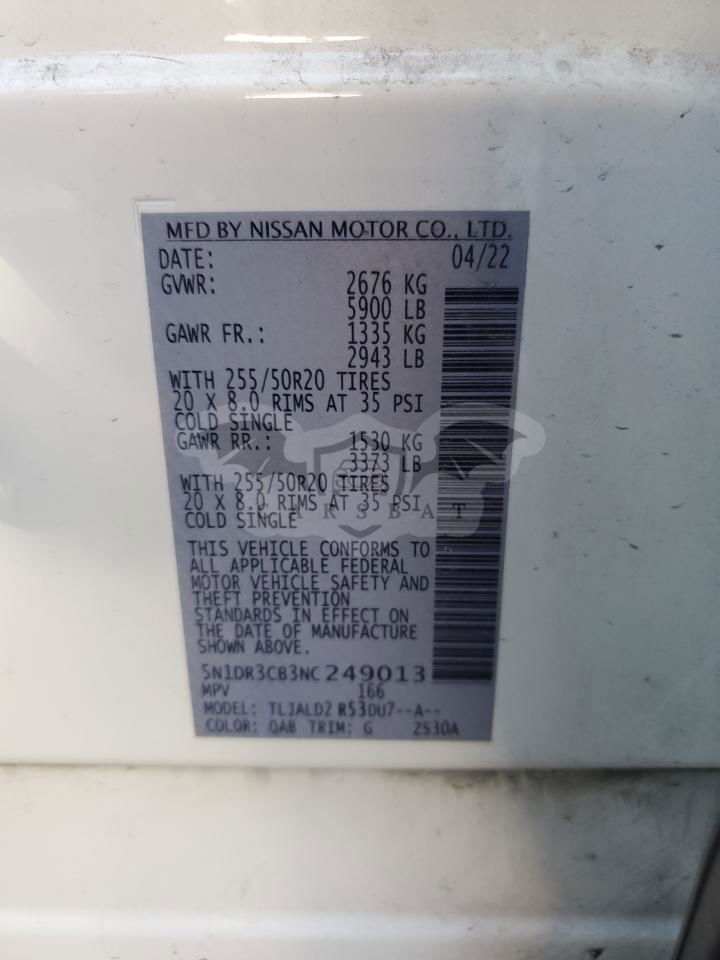 MFD BY NISSAN MOTOR CO., LTD.
DATE: 04/22
GVWR: 2676 KG
5900 LB
GAWR FR.: 1335 KG
2943 LB
WITH 255/50R20 TIRES
20 X 8.0 RIMS AT 35 PSI
COLD SINGLE
GAWR RR.: 1530 KG
3373 LB
WITH 255/50R20 TIRES
20 X 8.0 RIMS AT 35 PSI
COLD SINGLE
CARSBAT
THIS VEHICLE CONFORMS TO
ALL APPLICABLE FEDERAL
MOTOR VEHICLE SAFETY AND
THEFT PREVENTION
STANDARDS IN EFFECT ON
THE DATE OF MANUFACTURE
SHOWN ABOVE.
5N1DR3CB3NC249013
MPV 166
MODEL: TLJALD2 R53DU7--A--
COLOR: QAB TRIM: G 2S30A